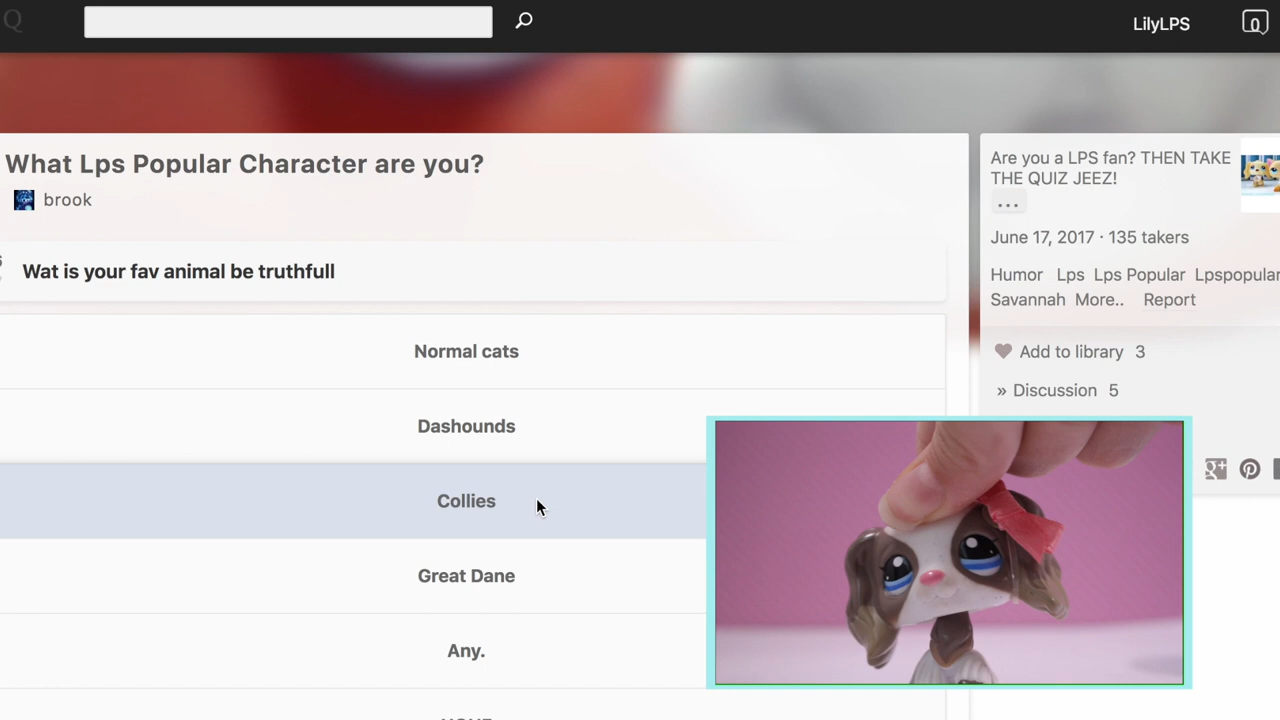 Q
LilyLPS
0
What Lps Popular Character are you?
brook
Wat is your fav animal be truthfull
Normal cats
Dashounds
Collies
Great Dane
Any.
Are you a LPS fan? THEN TAKE
THE QUIZ JEEZ!
...
June 17, 2017 · 135 takers
Humor Lps Lps Popular Lpspopular
Savannah More.. Report
Add to library 3
» Discussion 5
g+